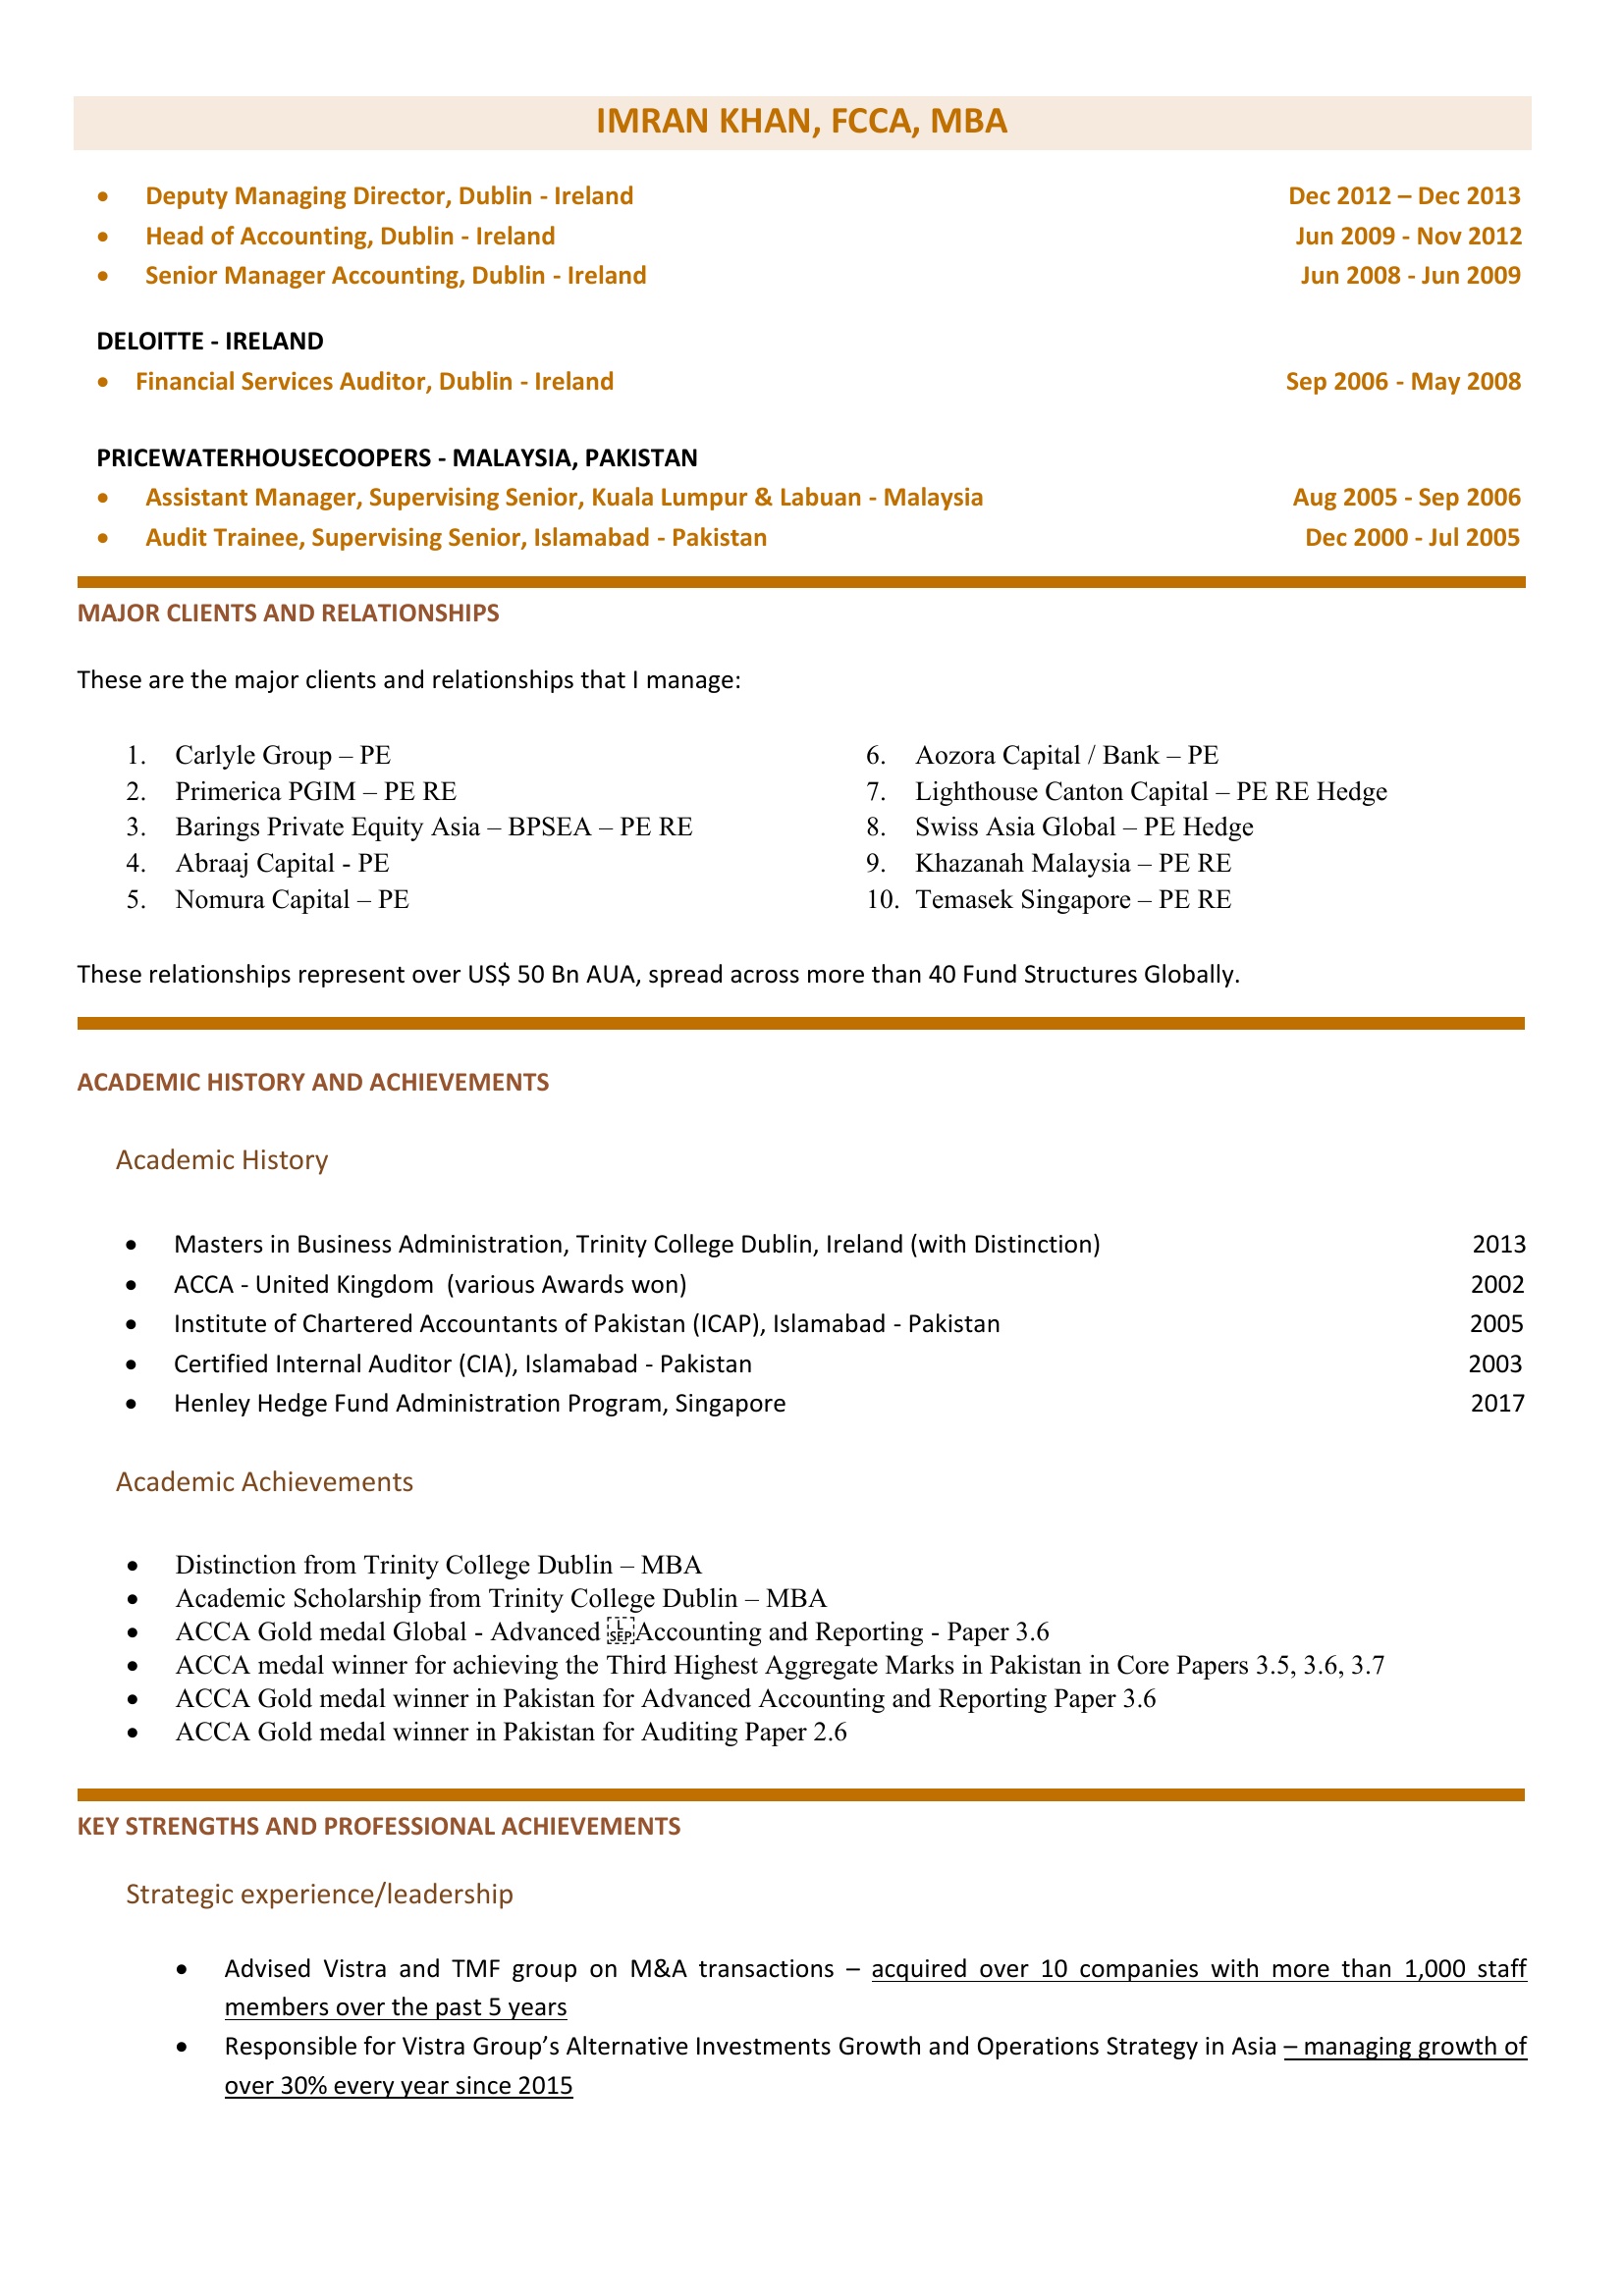 IMRAN KHAN, FCCA, MBA
• Deputy Managing Director, Dublin - Ireland Dec 2012 – Dec 2013
• Head of Accounting, Dublin - Ireland Jun 2009 - Nov 2012
• Senior Manager Accounting, Dublin - Ireland Jun 2008 - Jun 2009
DELOITTE - IRELAND
• Financial Services Auditor, Dublin - Ireland Sep 2006 - May 2008
PRICEWATERHOUSECOOPERS - MALAYSIA, PAKISTAN
• Assistant Manager, Supervising Senior, Kuala Lumpur & Labuan - Malaysia Aug 2005 - Sep 2006
• Audit Trainee, Supervising Senior, Islamabad - Pakistan Dec 2000 - Jul 2005
MAJOR CLIENTS AND RELATIONSHIPS
These are the major clients and relationships that I manage:
1. Carlyle Group – PE
2. Primerica PGIM – PE RE
3. Barings Private Equity Asia – BPSEA – PE RE
4. Abraaj Capital - PE
5. Nomura Capital – PE
6. Aozora Capital / Bank – PE
7. Lighthouse Canton Capital – PE RE Hedge
8. Swiss Asia Global – PE Hedge
9. Khazanah Malaysia – PE RE
10. Temasek Singapore – PE RE
These relationships represent over US$ 50 Bn AUA, spread across more than 40 Fund Structures Globally.
ACADEMIC HISTORY AND ACHIEVEMENTS
Academic History
• Masters in Business Administration, Trinity College Dublin, Ireland (with Distinction) 2013
• ACCA - United Kingdom (various Awards won) 2002
• Institute of Chartered Accountants of Pakistan (ICAP), Islamabad - Pakistan 2005
• Certified Internal Auditor (CIA), Islamabad - Pakistan 2003
• Henley Hedge Fund Administration Program, Singapore 2017
Academic Achievements
• Distinction from Trinity College Dublin – MBA
• Academic Scholarship from Trinity College Dublin – MBA
• ACCA Gold medal Global - Advanced L SEP Accounting and Reporting - Paper 3.6
• ACCA medal winner for achieving the Third Highest Aggregate Marks in Pakistan in Core Papers 3.5, 3.6, 3.7
• ACCA Gold medal winner in Pakistan for Advanced Accounting and Reporting Paper 3.6
• ACCA Gold medal winner in Pakistan for Auditing Paper 2.6
KEY STRENGTHS AND PROFESSIONAL ACHIEVEMENTS
Strategic experience/leadership
• Advised Vistra and TMF group on M&A transactions – acquired over 10 companies with more than 1,000 staff
members over the past 5 years
• Responsible for Vistra Group’s Alternative Investments Growth and Operations Strategy in Asia – managing growth of
over 30% every year since 2015